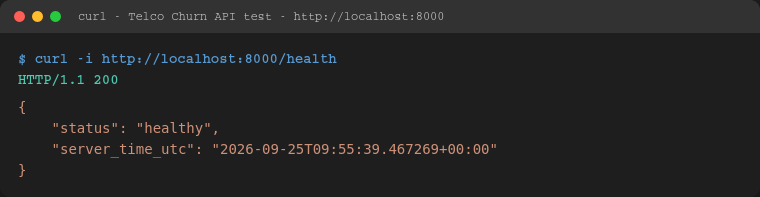 curl - Telco Churn API test - http://localhost:8000
$ curl -i http://localhost:8000/health
HTTP/1.1 200
{
    "status": "healthy",
    "server_time_utc": "2026-09-25T09:55:39.467269+00:00"
}